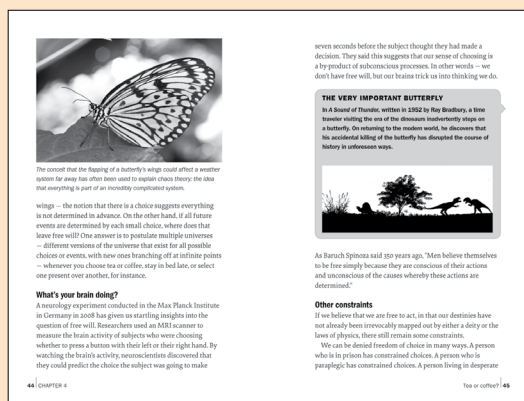 The conceit that the flapping of a butterfly's wings could affect a weather
system far away has often been used to explain chaos theory; the idea
that everything is part of an incredibly complicated system.
wings — the notion that there is a choice suggests everything
is not determined in advance. On the other hand, if all future
events are determined by each small choice, where does that
leave free will? One answer is to postulate multiple universes
— different versions of the universe that exist for all possible
choices or events, with new ones branching off at infinite points
— whenever you choose tea or coffee, stay in bed late, or select
one present over another, for instance.
What's your brain doing?
A neurology experiment conducted in the Max Planck Institute
in Germany in 2008 has given us startling insights into the
question of free will. Researchers used an MRI scanner to
measure the brain activity of subjects who were choosing
whether to press a button with their left or their right hand. By
watching the brain's activity, neuroscientists discovered that
they could predict the choice the subject was going to make
44 CHAPTER 4
seven seconds before the subject thought they had made a
decision. They said this suggests that our sense of choosing is
a by-product of subconscious processes. In other words — we
don't have free will, but our brains trick us into thinking we do.
THE VERY IMPORTANT BUTTERFLY
In A Sound of Thunder, written in 1952 by Ray Bradbury, a time
traveler visiting the era of the dinosaurs inadvertently steps on
a butterfly. On returning to the modern world, he discovers that
his accidental killing of the butterfly has disrupted the course of
history in unforeseen ways.
As Baruch Spinoza said 350 years ago, "Men believe themselves
to be free simply because they are conscious of their actions
and unconscious of the causes whereby these actions are
determined."
Other constraints
If we believe that we are free to act, in that our destinies have
not already been irrevocably mapped out by either a deity or the
laws of physics, there still remain some constraints.
We can be denied freedom of choice in many ways. A person
who is in prison has constrained choices. A person who is
paraplegic has constrained choices. A person living in desperate
Tea or coffee? 45